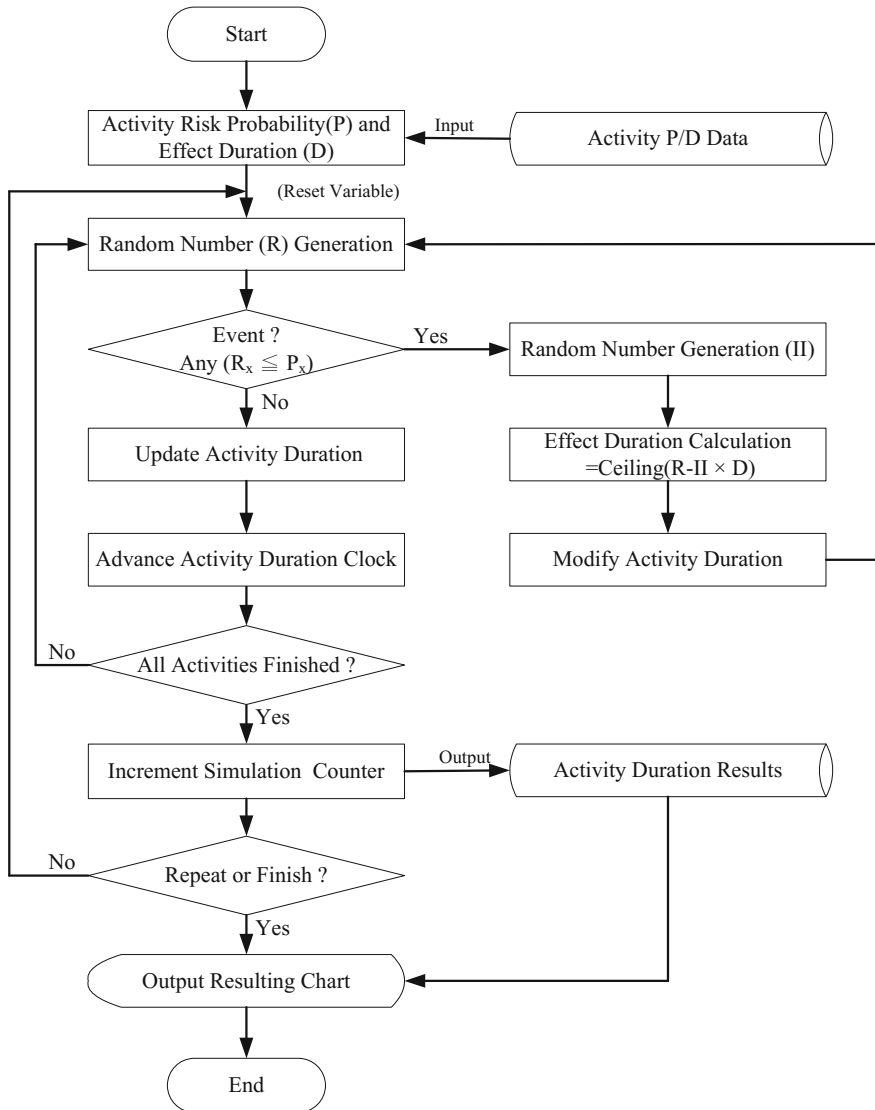 Start
Activity Risk Probability(P) and
Effect Duration (D)
Input
Activity P/D Data
(Reset Variable)
Random Number (R) Generation
Event ?
Any (Rₓ ≦ Pₓ)
Yes
Random Number Generation (II)
No
Update Activity Duration
Effect Duration Calculation
=Ceiling(R-II × D)
Advance Activity Duration Clock
Modify Activity Duration
No
All Activities Finished ?
Yes
Increment Simulation Counter
Output
Activity Duration Results
No
Repeat or Finish ?
Yes
Output Resulting Chart
End